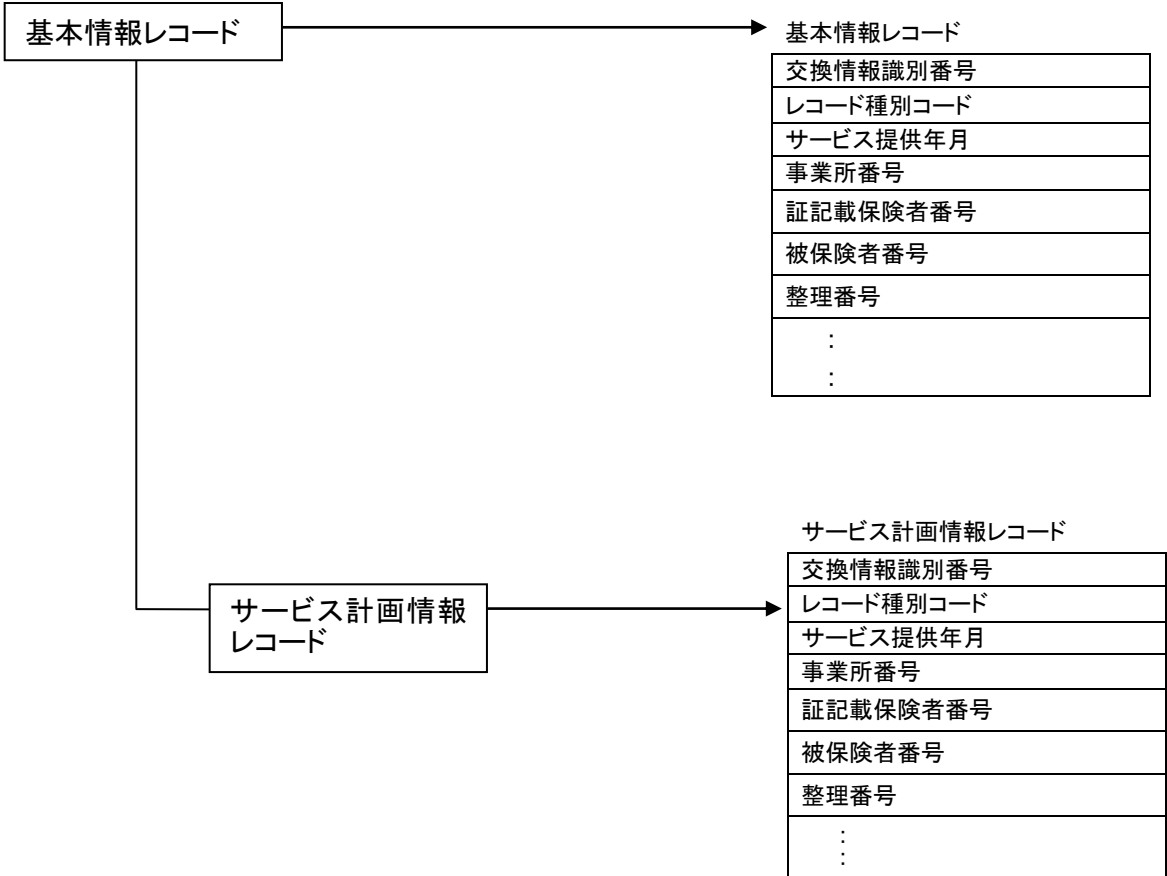 基本情報レコード
基本情報レコード
交換情報識別番号
レコード種別コード
サービス提供年月
事業所番号
証記載保険者番号
被保険者番号
整理番号
：
：
サービス計画情報
レコード
サービス計画情報レコード
交換情報識別番号
レコード種別コード
サービス提供年月
事業所番号
証記載保険者番号
被保険者番号
整理番号
：
：